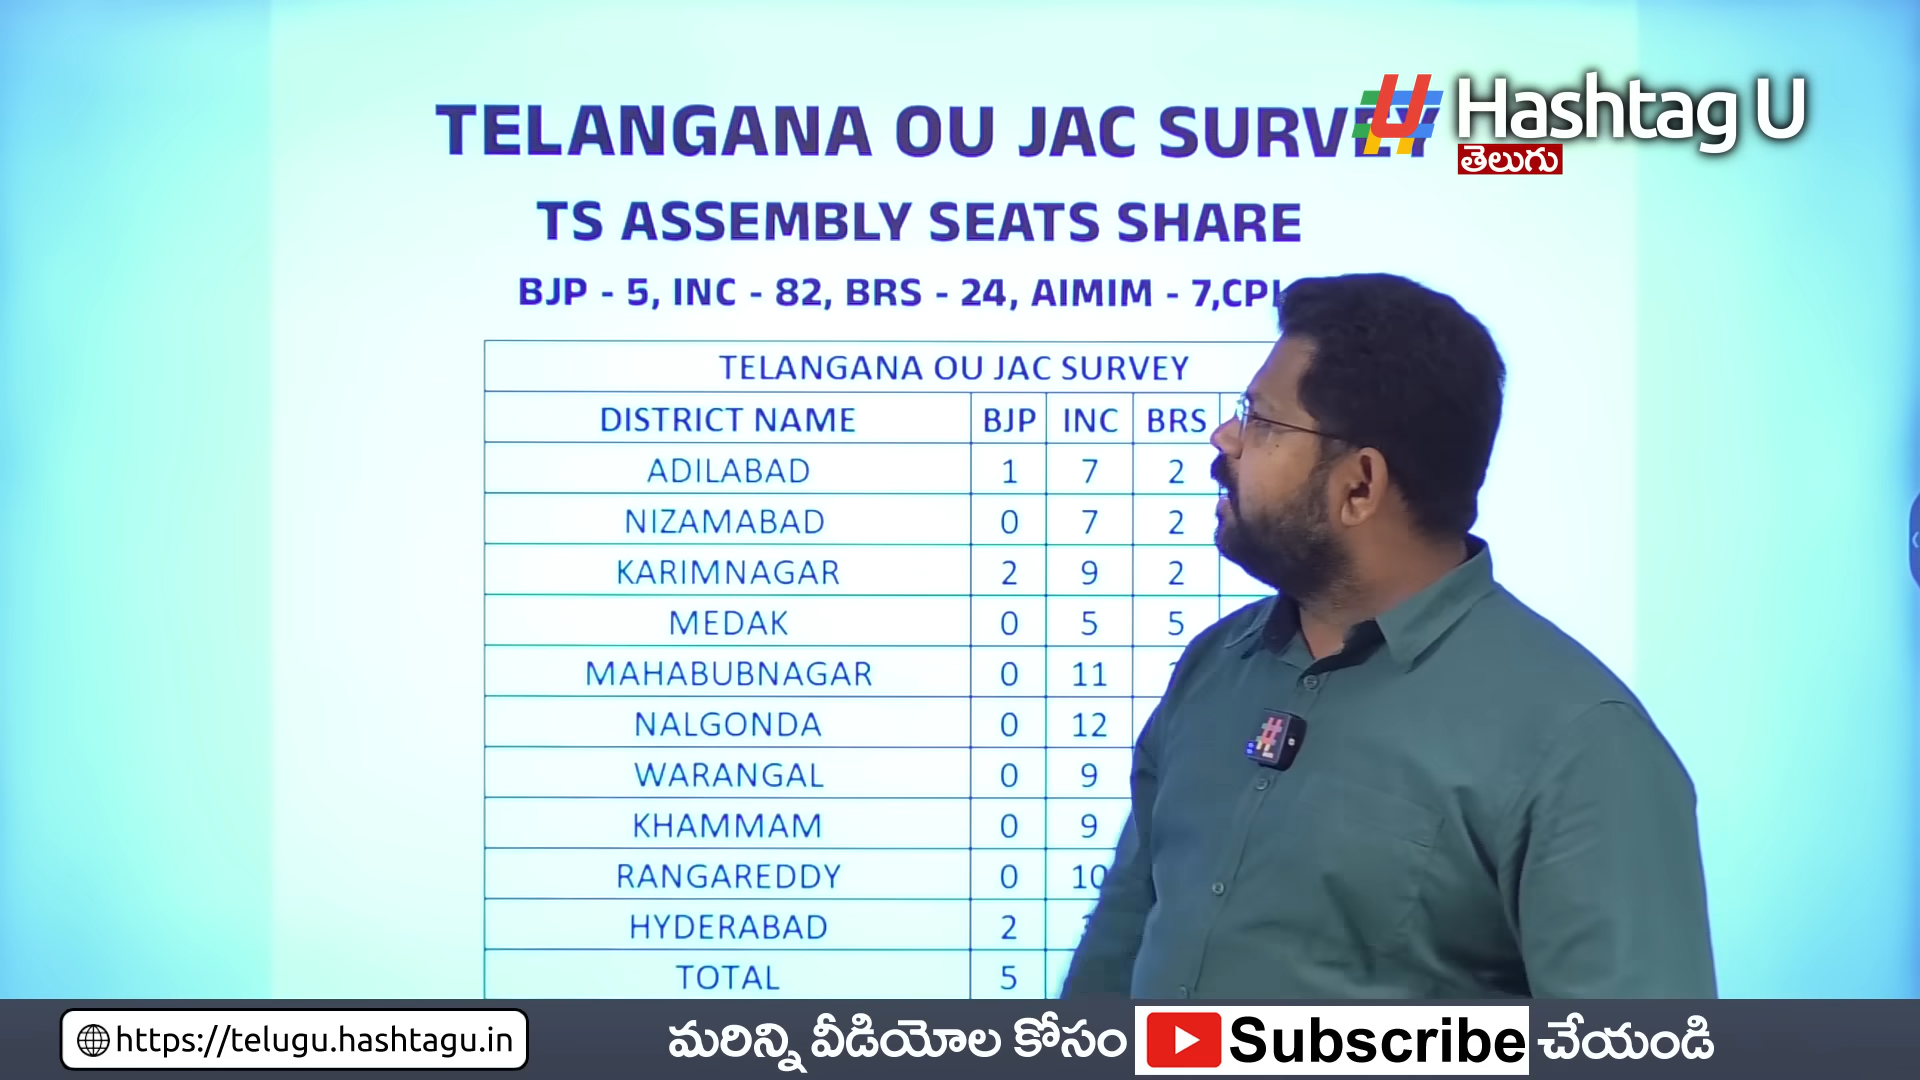 TELANGANA OU JAC SURVEY
Hashtag U
తెలుగు
TS ASSEMBLY SEATS SHARE
BJP - 5, INC - 82, BRS - 24, AIMIM - 7,CPI
TELANGANA OU JAC SURVEY
DISTRICT NAME BJP INC BRS
ADILABAD 1 7 2
NIZAMABAD 0 7 2
KARIMNAGAR 2 9 2
MEDAK 0 5 5
MAHABUBNAGAR 0 11
NALGONDA 0 12
WARANGAL 0 9
KHAMMAM 0 9
RANGAREDDY 0 10
HYDERABAD 2
TOTAL 5
https://telugu.hashtagu.in
మరిన్ని వీడియోల కోసం Subscribe చేయండి